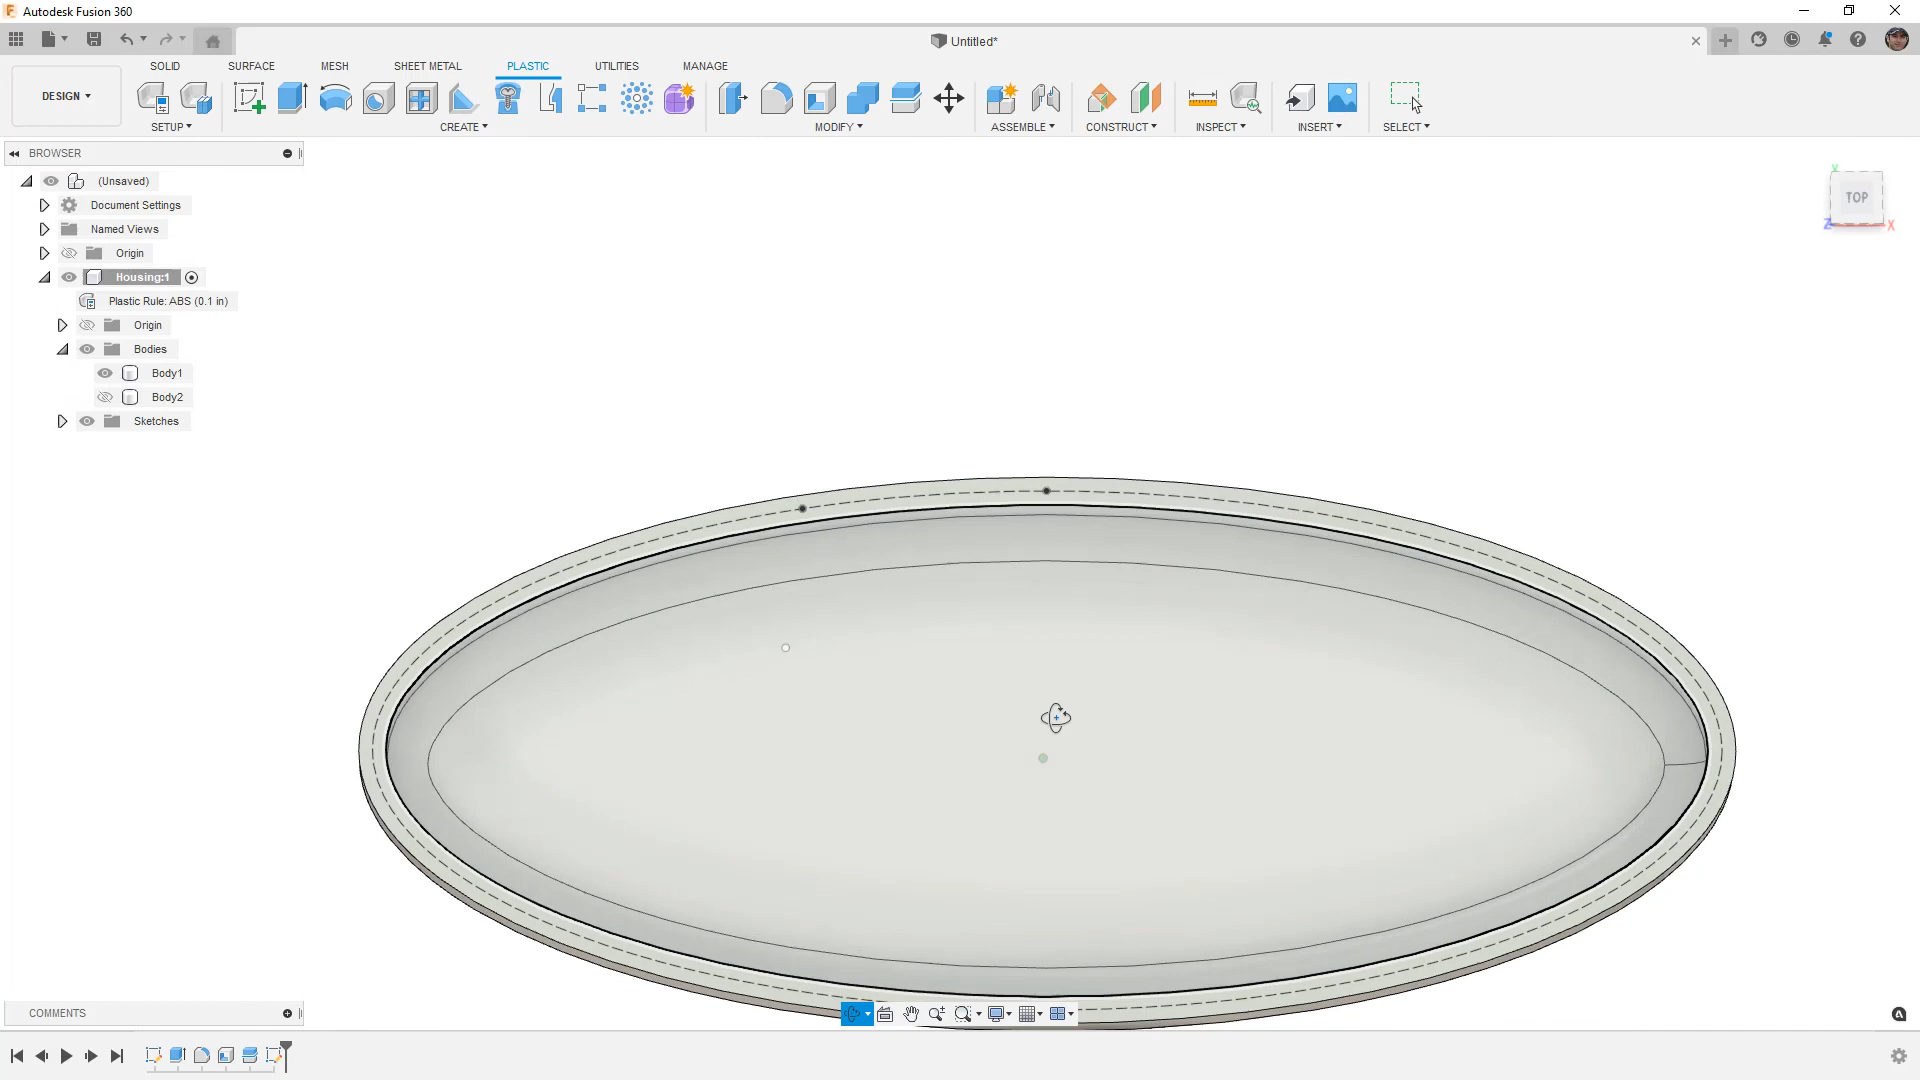 Autodesk Fusion 360
Untitled*
DESIGN
SOLID
SURFACE
MESH
SHEET METAL
PLASTIC
UTILITIES
MANAGE
SETUP
CREATE
MODIFY
ASSEMBLE
CONSTRUCT
INSPECT
INSERT
SELECT
BROWSER
(Unsaved)
Document Settings
Named Views
Origin
Housing:1
Plastic Rule: ABS (0.1 in)
Origin
Bodies
Body1
Body2
Sketches
Y
TOP
Z
X
COMMENTS